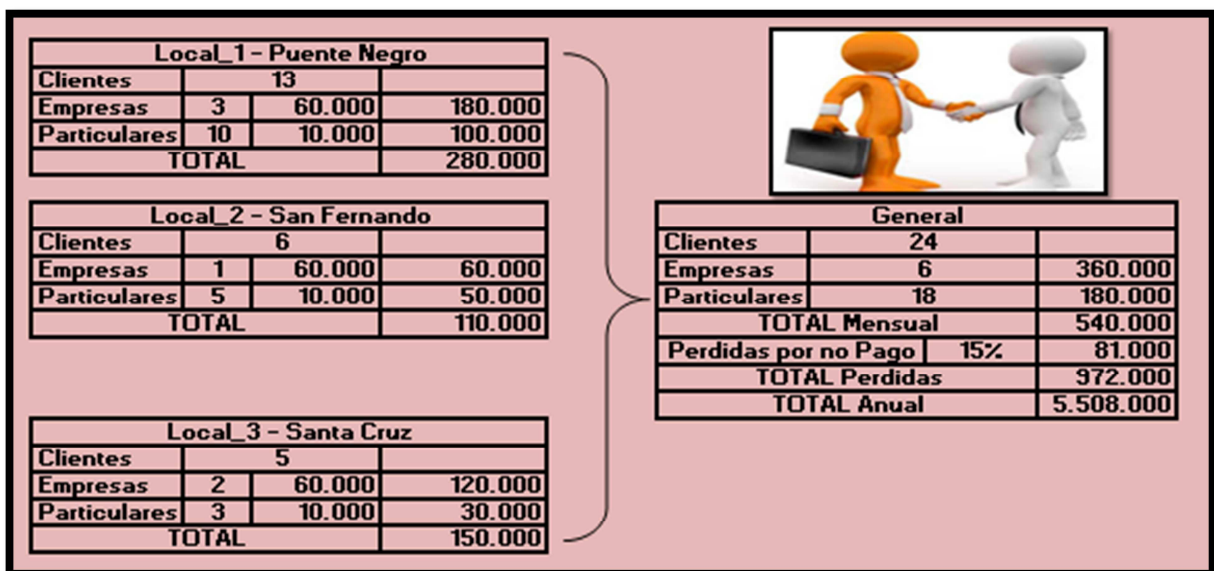 Local_1 - Puente Negro
Clientes 13
Empresas 3 60.000 180.000
Particulares 10 10.000 100.000
TOTAL 280.000
Local_2 - San Fernando
Clientes 6
Empresas 1 60.000 60.000
Particulares 5 10.000 50.000
TOTAL 110.000
Local_3 - Santa Cruz
Clientes 5
Empresas 2 60.000 120.000
Particulares 3 10.000 30.000
TOTAL 150.000
General
Clientes 24
Empresas 6 360.000
Particulares 18 180.000
TOTAL Mensual 540.000
Perdidas por no Pago 15% 81.000
TOTAL Perdidas 972.000
TOTAL Anual 5.508.000